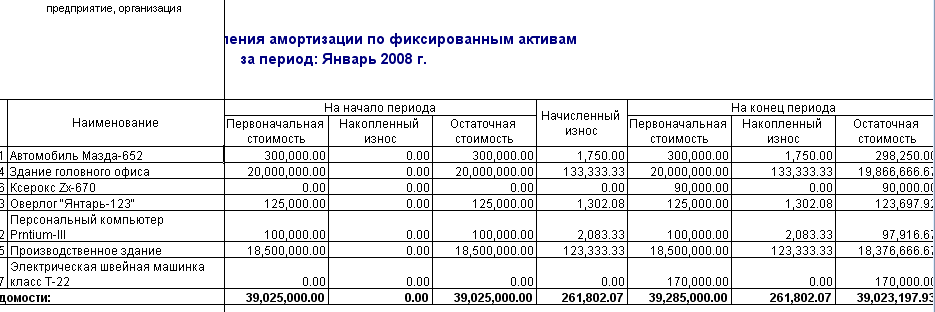 предприятие, организация
ления амортизации по фиксированным активам
за период: Январь 2008 г.
На начало периода На конец периода
Наименование Первоначальная стоимость Накопленный износ Остаточная стоимость Начисленный износ Первоначальная стоимость Накопленный износ Остаточная стоимость
1 Автомобиль Мазда-652 300,000.00 0.00 300,000.00 1,750.00 300,000.00 1,750.00 298,250.00
4 Здание головного офиса 20,000,000.00 0.00 20,000,000.00 133,333.33 20,000,000.00 133,333.33 19,866,666.67
6 Ксерокс Zx-670 0.00 0.00 0.00 0.00 90,000.00 0.00 90,000.00
3 Оверлог "Янтарь-123" 125,000.00 0.00 125,000.00 1,302.08 125,000.00 1,302.08 123,697.92
Персональный компьютер
2 Prntium-III 100,000.00 0.00 100,000.00 2,083.33 100,000.00 2,083.33 97,916.67
5 Производственное здание 18,500,000.00 0.00 18,500,000.00 123,333.33 18,500,000.00 123,333.33 18,376,666.67
Электрическая швейная машинка
7 класс Т-22 0.00 0.00 0.00 0.00 170,000.00 0.00 170,000.00
домости: 39,025,000.00 0.00 39,025,000.00 261,802.07 39,285,000.00 261,802.07 39,023,197.93